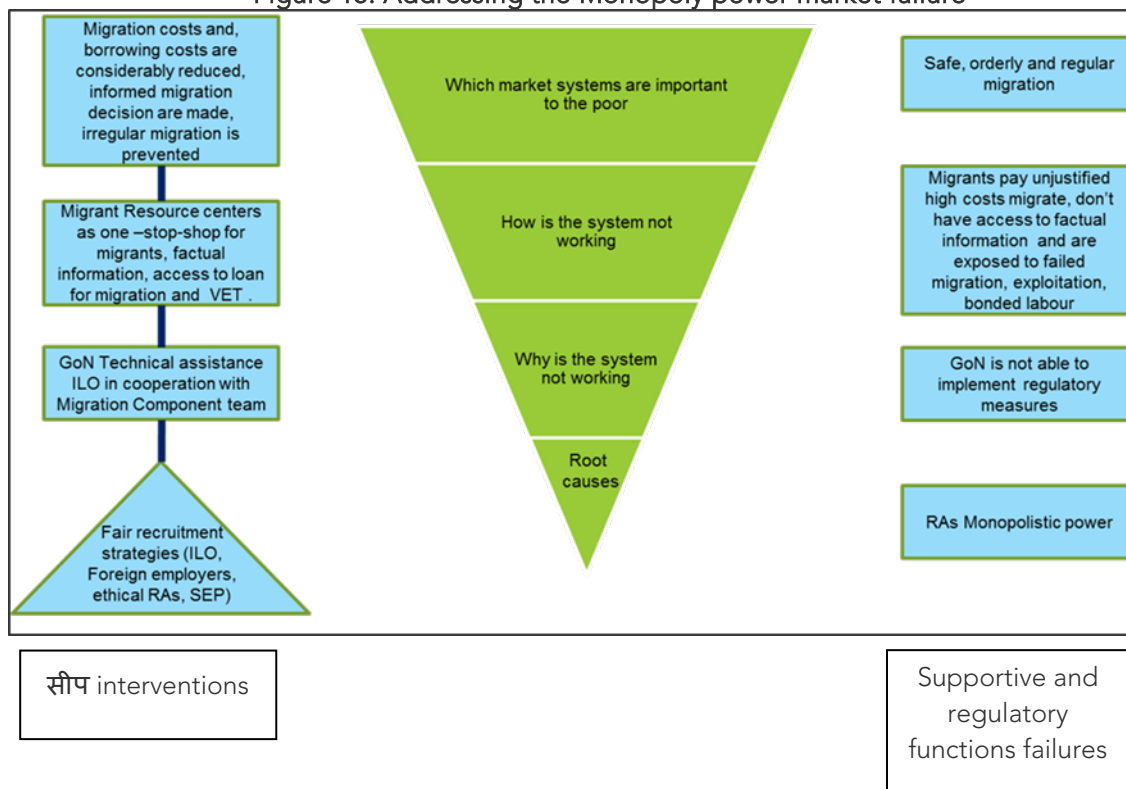 Figure 10: Addressing the Monopoly power market failure
Migration costs and,
borrowing costs are
considerably reduced,
informed migration
decision are made,
irregular migration is
prevented
Migrant Resource centers
as one –stop-shop for
migrants, factual
information, access to loan
for migration and VET .
GoN Technical assistance
ILO in cooperation with
Migration Component team
Fair recruitment
strategies (ILO,
Foreign employers,
ethical RAs, SEP)
Which market systems are important
to the poor
How is the system not
working
Why is the system
not working
Root
causes
Safe, orderly and regular
migration
Migrants pay unjustified
high costs migrate, don't
have access to factual
information and are
exposed to failed
migration, exploitation,
bonded labour
GoN is not able to
implement regulatory
measures
RAs Monopolistic power
सीप interventions
Supportive and
regulatory
functions failures